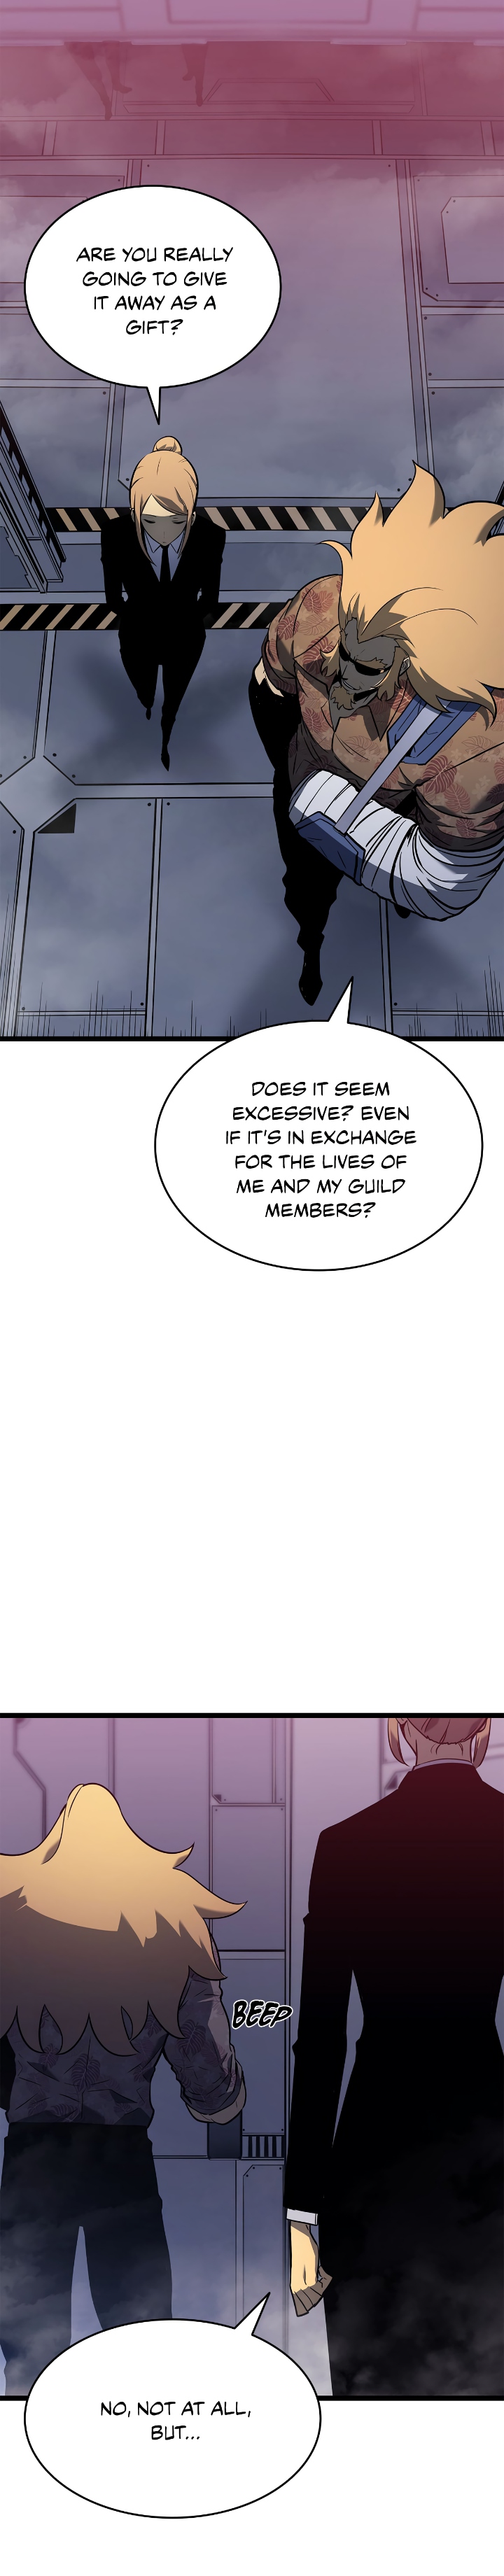 ARE YOU REALLY
GOING TO GIVE
IT AWAY AS A
GIFT?
DOES IT SEEM
EXCESSIVE? EVEN
IF IT'S IN EXCHANGE
FOR THE LIVES OF
ME AND MY GUILD
MEMBERS?
BEEP
NO, NOT AT ALL,
BUT...